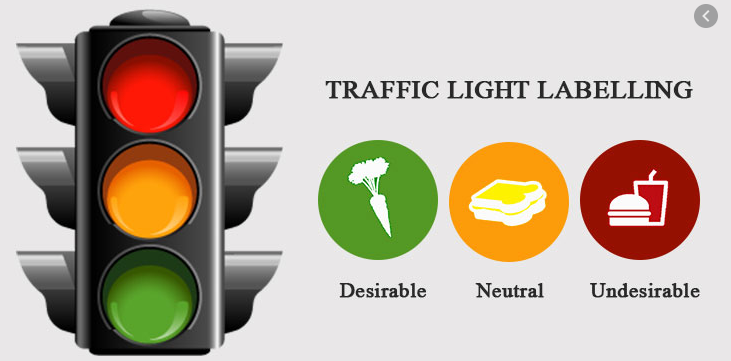 TRAFFIC LIGHT LABELLING
Desirable Neutral Undesirable